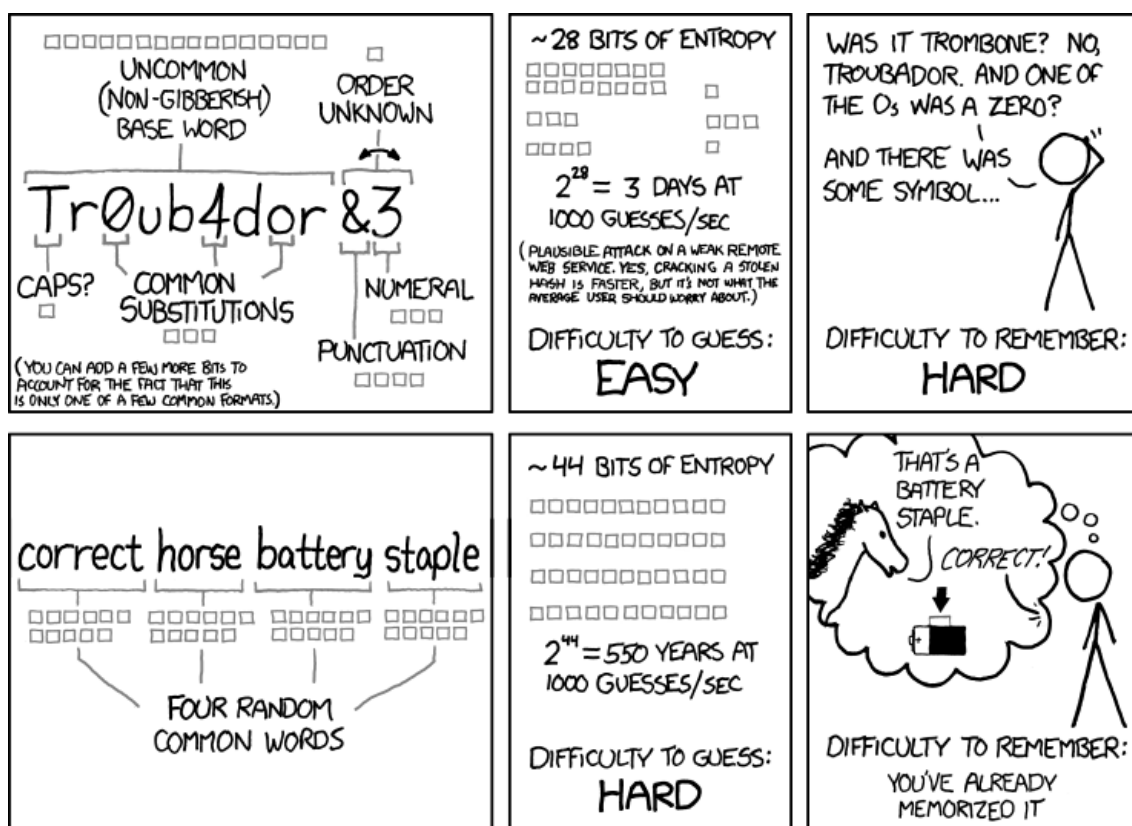 UNCOMMON
(NON-GIBBERISH)
BASE WORD
ORDER
UNKNOWN
Tr0ub4dor &3
CAPS?
COMMON
SUBSTITUTIONS
NUMERAL
PUNCTUATION
(YOU CAN ADD A FEW MORE BITS TO
ACCOUNT FOR THE FACT THAT THIS
IS ONLY ONE OF A FEW COMMON FORMATS.)
~28 BITS OF ENTROPY
2²⁸ = 3 DAYS AT
1000 GUESSES/SEC
(PLAUSIBLE ATTACK ON A WEAK REMOTE
WEB SERVICE. YES, CRACKING A STOLEN
HASH IS FASTER, BUT IT'S NOT WHAT THE
AVERAGE USER SHOULD WORRY ABOUT.)
DIFFICULTY TO GUESS:
EASY
WAS IT TROMBONE? NO,
TROUBADOR. AND ONE OF
THE Os WAS A ZERO?
AND THERE WAS
SOME SYMBOL...
DIFFICULTY TO REMEMBER:
HARD
correct horse battery staple
FOUR RANDOM
COMMON WORDS
~44 BITS OF ENTROPY
2⁴⁴ = 550 YEARS AT
1000 GUESSES/SEC
DIFFICULTY TO GUESS:
HARD
THAT'S A
BATTERY
STAPLE.
CORRECT!
+
DIFFICULTY TO REMEMBER:
YOU'VE ALREADY
MEMORIZED IT